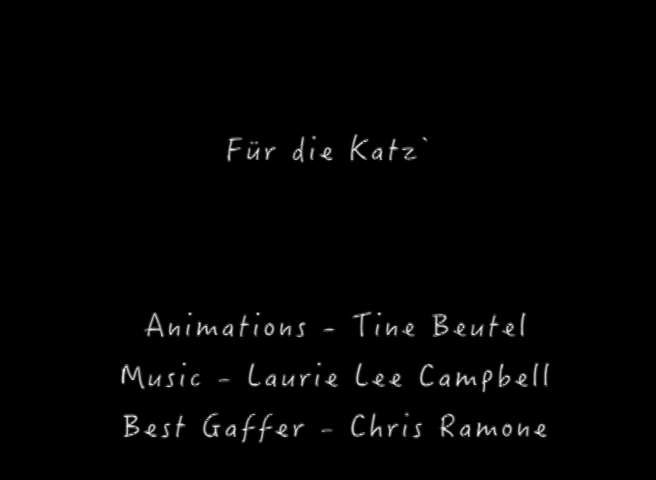 Für die Katz`
Animations - Tine Beutel
Music - Laurie Lee Campbell
Best Gaffer - Chris Ramone